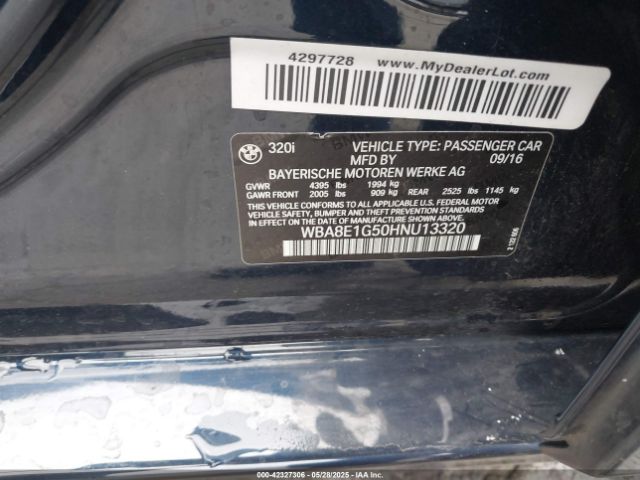 4297728 www.MyDealerLot.com
320i VEHICLE TYPE: PASSENGER CAR
MFD BY 09/16
BAYERISCHE MOTOREN WERKE AG
GVWR 4395 lbs 1994 kg
GAWR FRONT 2005 lbs 909 kg REAR 2525 lbs 1145 kg
THIS VEHICLE CONFORMS TO ALL APPLICABLE U.S. FEDERAL MOTOR
VEHICLE SAFETY, BUMPER, AND THEFT PREVENTION STANDARDS
IN EFFECT ON THE DATE OF MANUFACTURE SHOWN ABOVE.
WBA8E1G50HNU13320
000-42327306 - 05/28/2025 - IAAI.COM